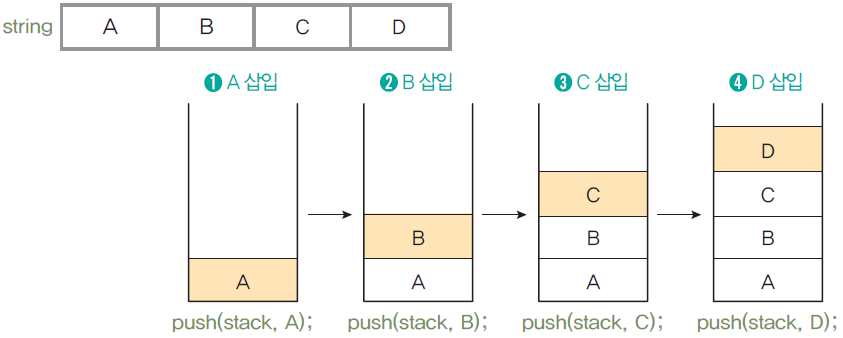 string A B C D
❶ A 삽입 ❷ B 삽입 ❸ C 삽입 ❹ D 삽입
D
C C
B B B
A A A A
push(stack, A); push(stack, B); push(stack, C); push(stack, D);